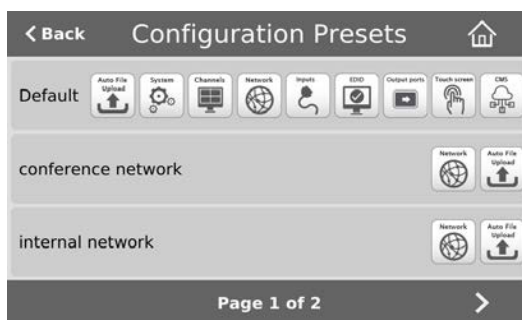 Back
Configuration Presets
Default
Auto File Upload
System
Channels
Network
Inputs
EDID
Output ports
Touch screen
CMS
conference network
Network
Auto File Upload
internal network
Network
Auto File Upload
Page 1 of 2